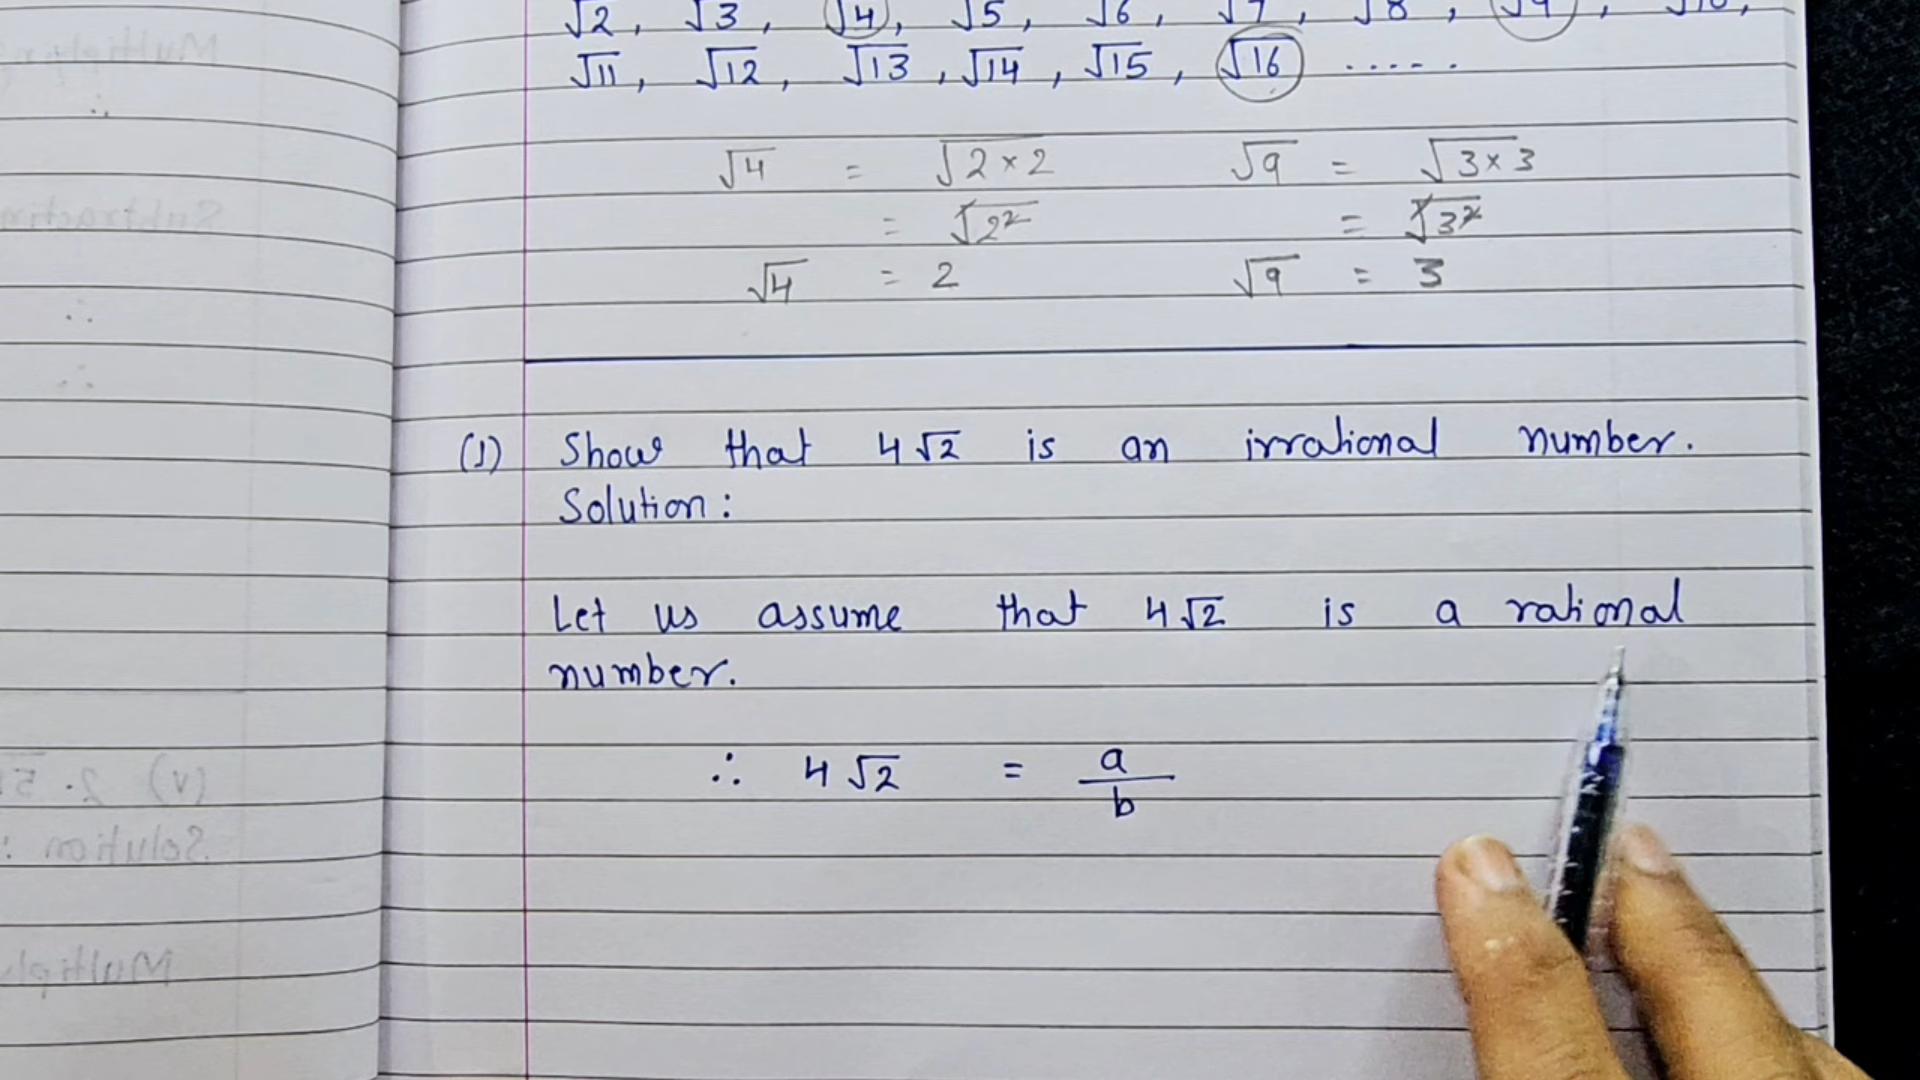 √2, √3, √4, √5, √6, √7, √8, √9, √10,
√11, √12, √13, √14, √15, √16 .....
√4 = √2×2 √9 = √3×3
= √2² = √3²
√4 = 2 √9 = 3
(1) Show that 4√2 is an irrational number.
Solution:
Let us assume that 4√2 is a rational
number.
∴ 4√2 = a/b